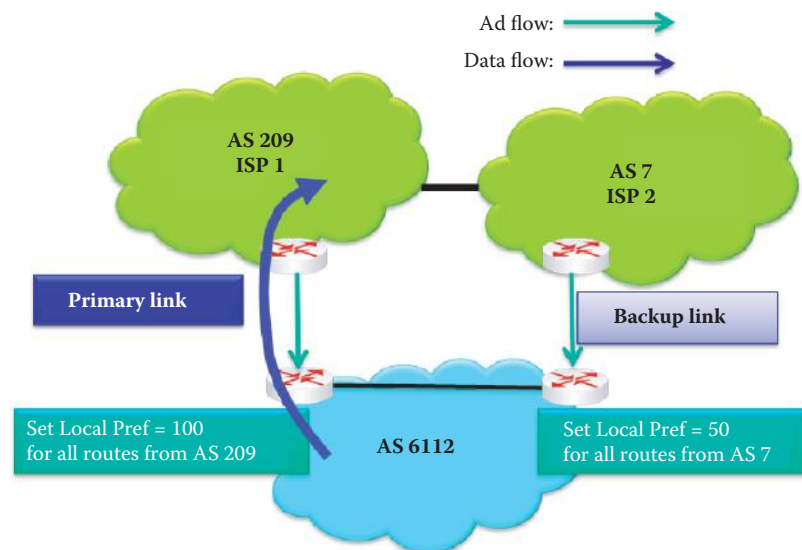 Ad flow:
Data flow:
AS 209
ISP 1
AS 7
ISP 2
Primary link
Backup link
Set Local Pref = 100
for all routes from AS 209
AS 6112
Set Local Pref = 50
for all routes from AS 7